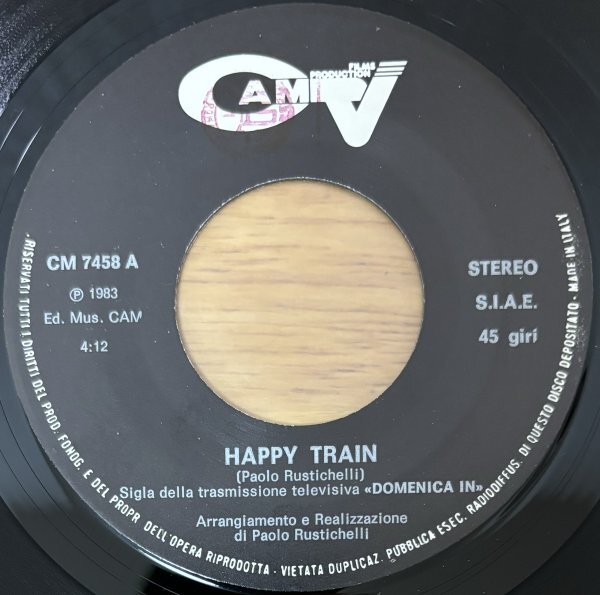 CAM
FILMS
PRODUCTION
RV
CM 7458 A
℗ 1983
Ed. Mus. CAM
4:12
STEREO
S.I.A.E.
45 giri
HAPPY TRAIN
(Paolo Rustichelli)
Sigla della trasmissione televisiva «DOMENICA IN»
Arrangiamento e Realizzazione
di Paolo Rustichelli
· RISERVATI TUTTI I DIRITTI DEL PROD. FONOG. E DEL PROPR DELL'OPERA RIPRODOTTA - VIETATA DUPLICAZ. PUBBLICA ESEC. RADIODIFFUS. DI QUESTO DISCO DEPOSITATO - MADE IN ITALY